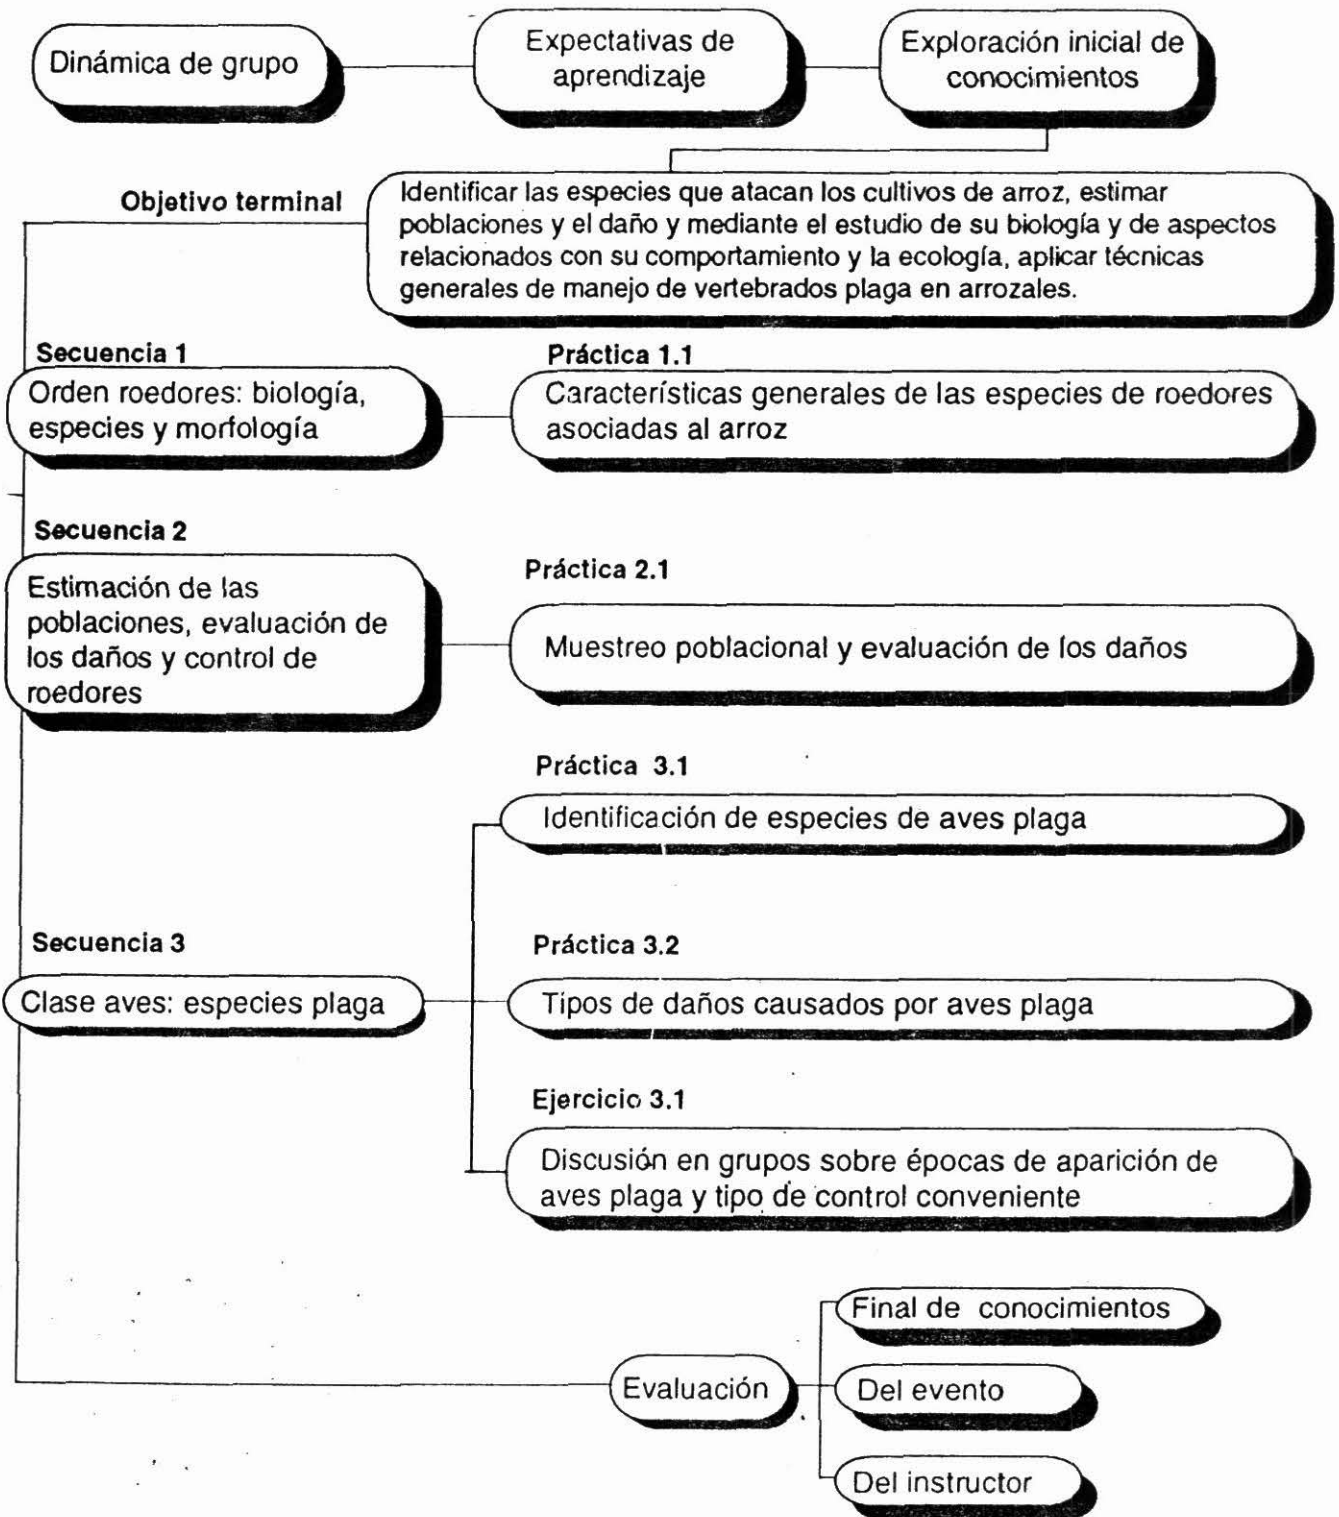 Dinámica de grupo
Expectativas de
aprendizaje
Exploración inicial de
conocimientos
Objetivo terminal
Identificar las especies que atacan los cultivos de arroz, estimar
poblaciones y el daño y mediante el estudio de su biología y de aspectos
relacionados con su comportamiento y la ecología, aplicar técnicas
generales de manejo de vertebrados plaga en arrozales.
Secuencia 1
Orden roedores: biología,
especies y morfología
Práctica 1.1
Características generales de las especies de roedores
asociadas al arroz
Secuencia 2
Estimación de las
poblaciones, evaluación de
los daños y control de
roedores
Práctica 2.1
Muestreo poblacional y evaluación de los daños
Práctica 3.1
Identificación de especies de aves plaga
Secuencia 3
Clase aves: especies plaga
Práctica 3.2
Tipos de daños causados por aves plaga
Ejercicio 3.1
Discusión en grupos sobre épocas de aparición de
aves plaga y tipo de control conveniente
Evaluación
Final de conocimientos
Del evento
Del instructor